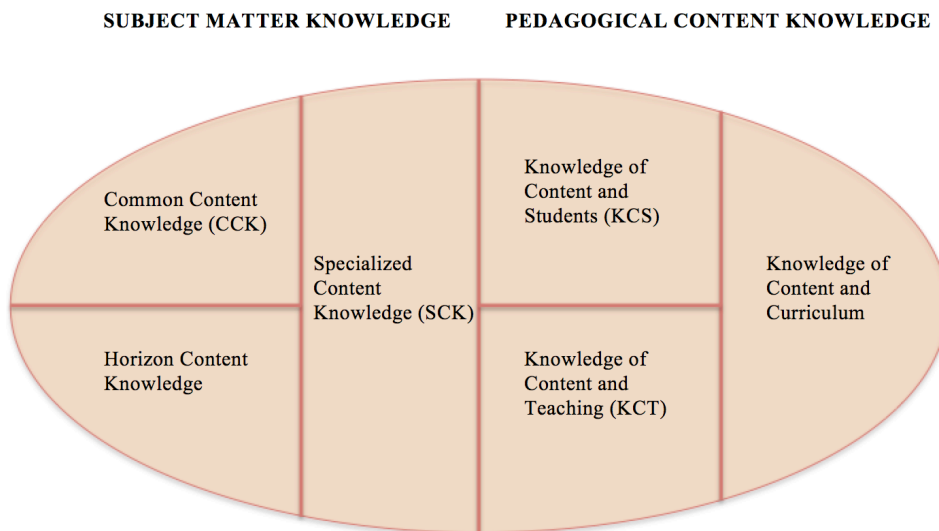 SUBJECT MATTER KNOWLEDGE
PEDAGOGICAL CONTENT KNOWLEDGE
Common Content
Knowledge (CCK)
Horizon Content
Knowledge
Specialized
Content
Knowledge (SCK)
Knowledge of
Content and
Students (KCS)
Knowledge of
Content and
Teaching (KCT)
Knowledge of
Content and
Curriculum